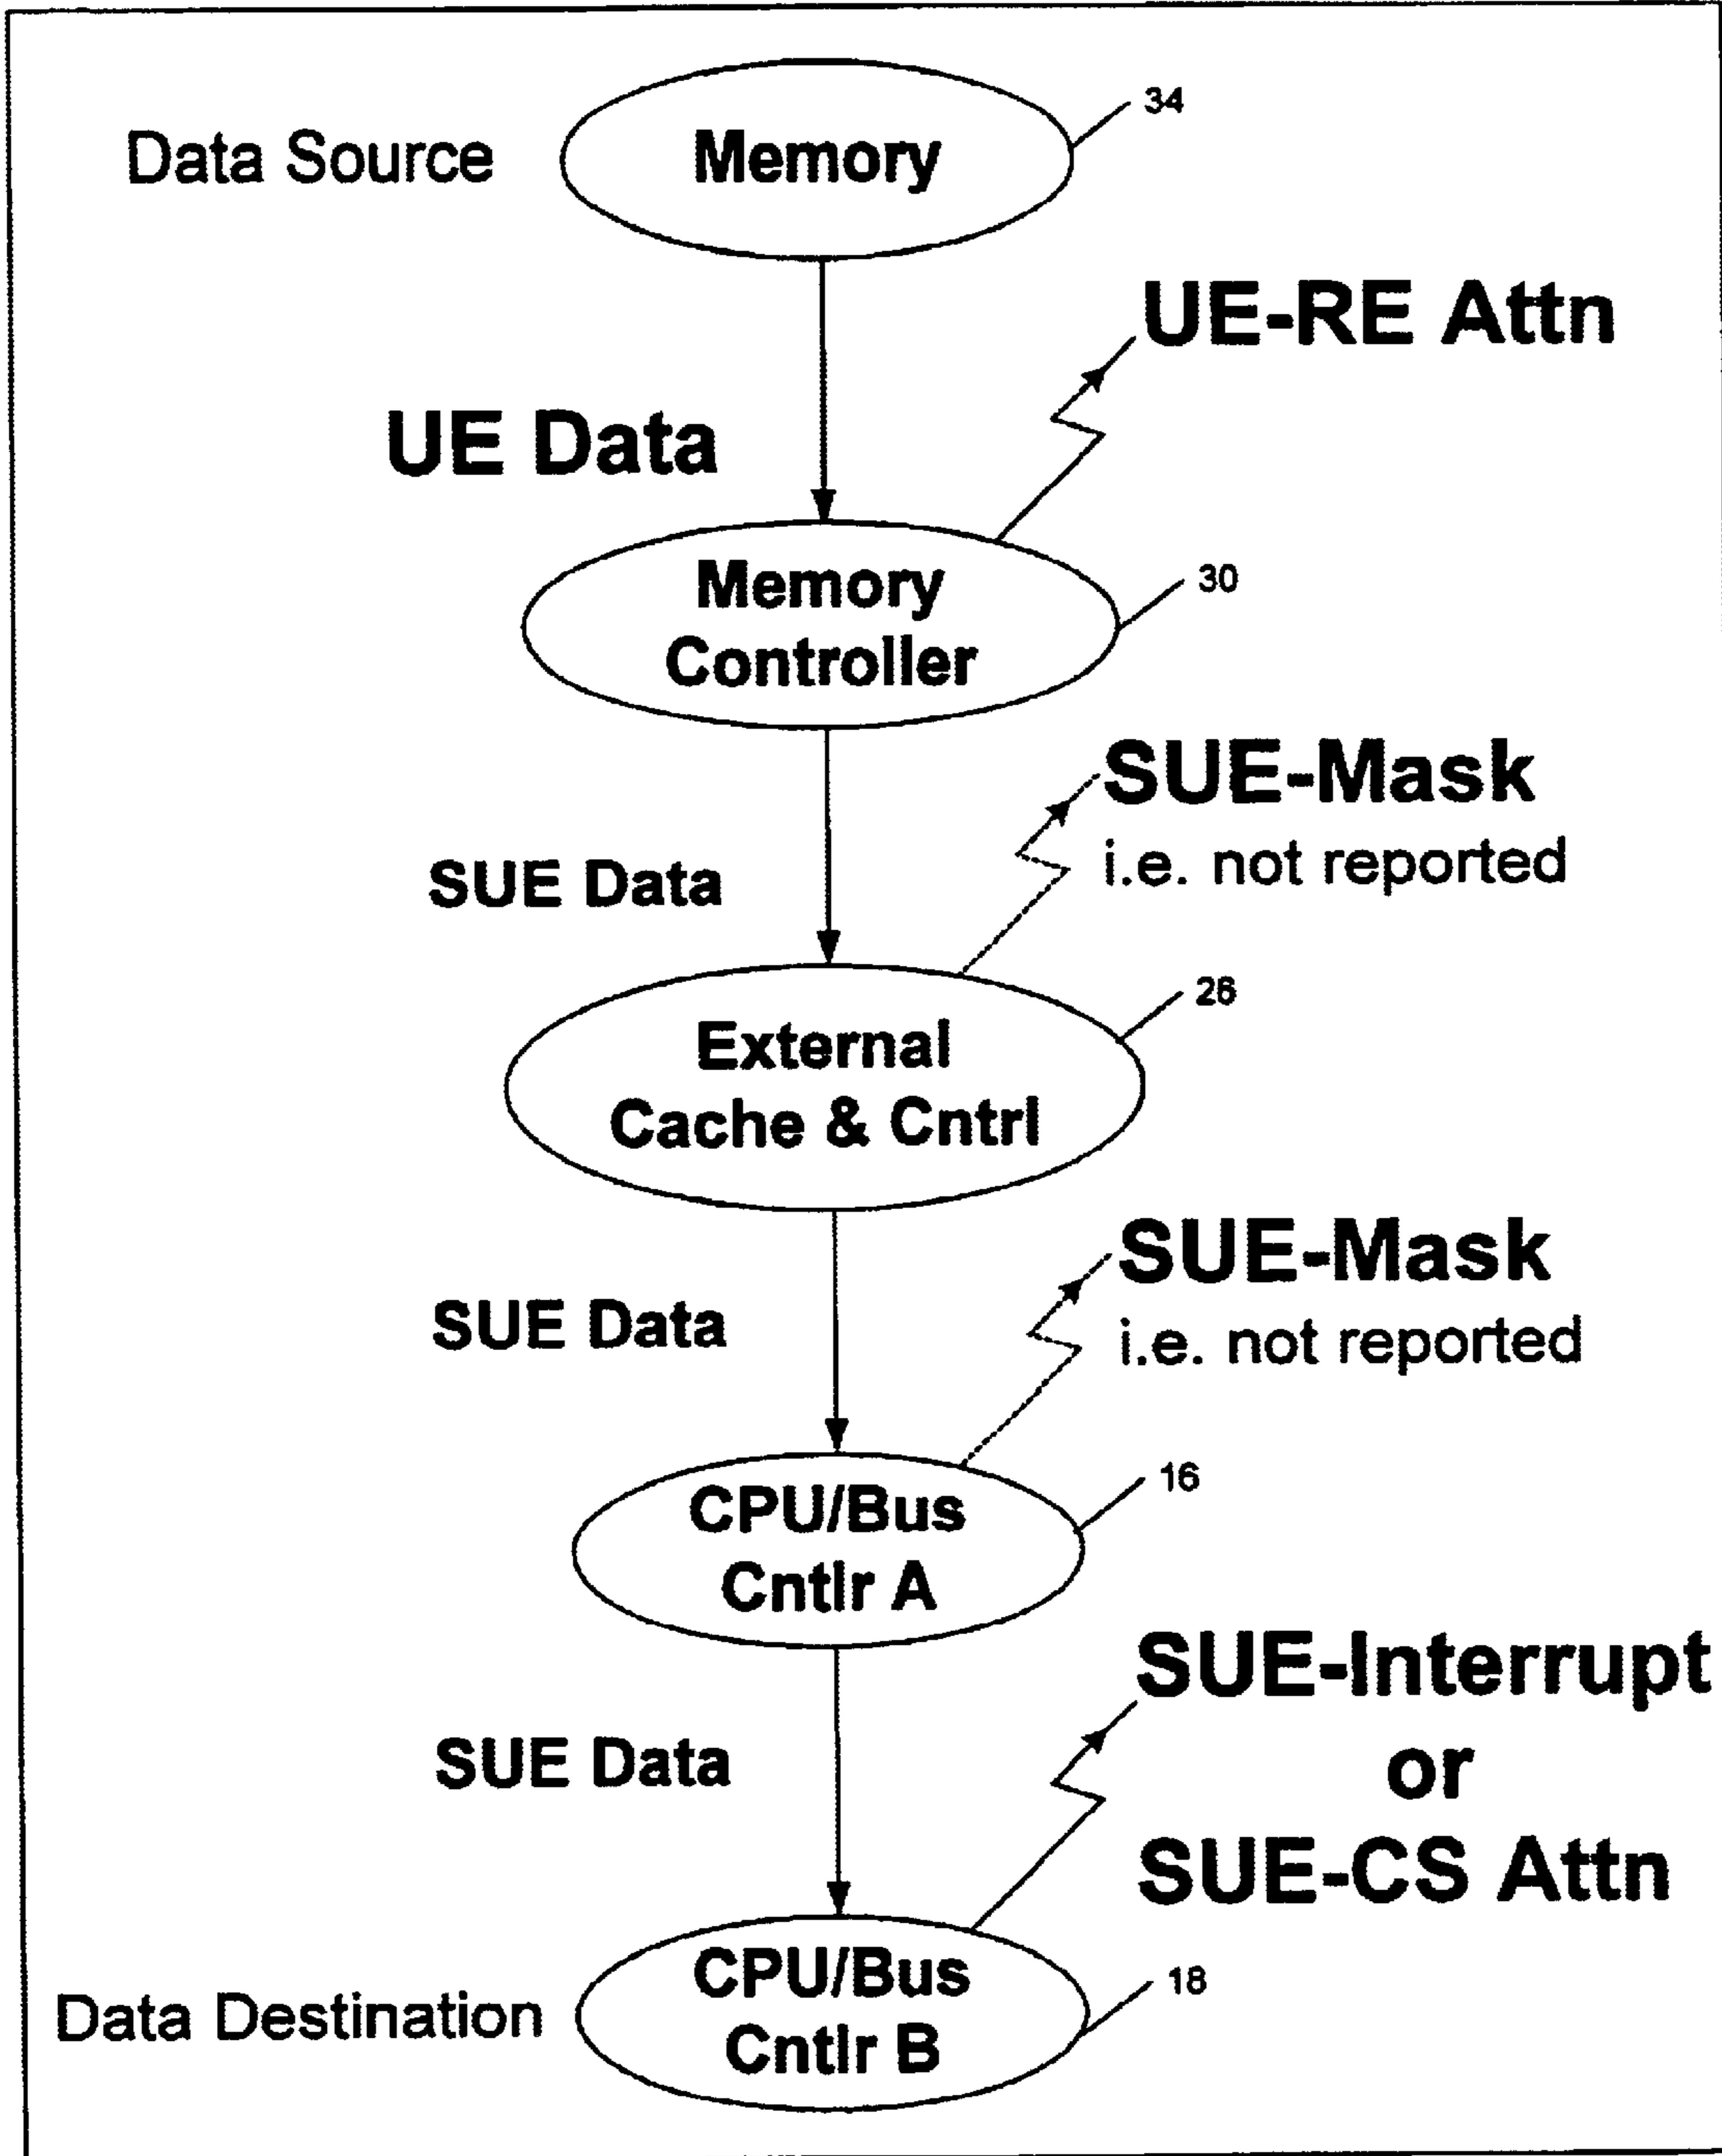 34
Data Source
Memory
UE-RE Attn
UE Data
Memory
Controller
30
SUE-Mask
i.e. not reported
SUE Data
External
Cache & Cntrl
26
SUE-Mask
i.e. not reported
SUE Data
CPU/Bus
Cntlr A
16
SUE-Interrupt
or
SUE-CS Attn
SUE Data
CPU/Bus
Cntlr B
18
Data Destination